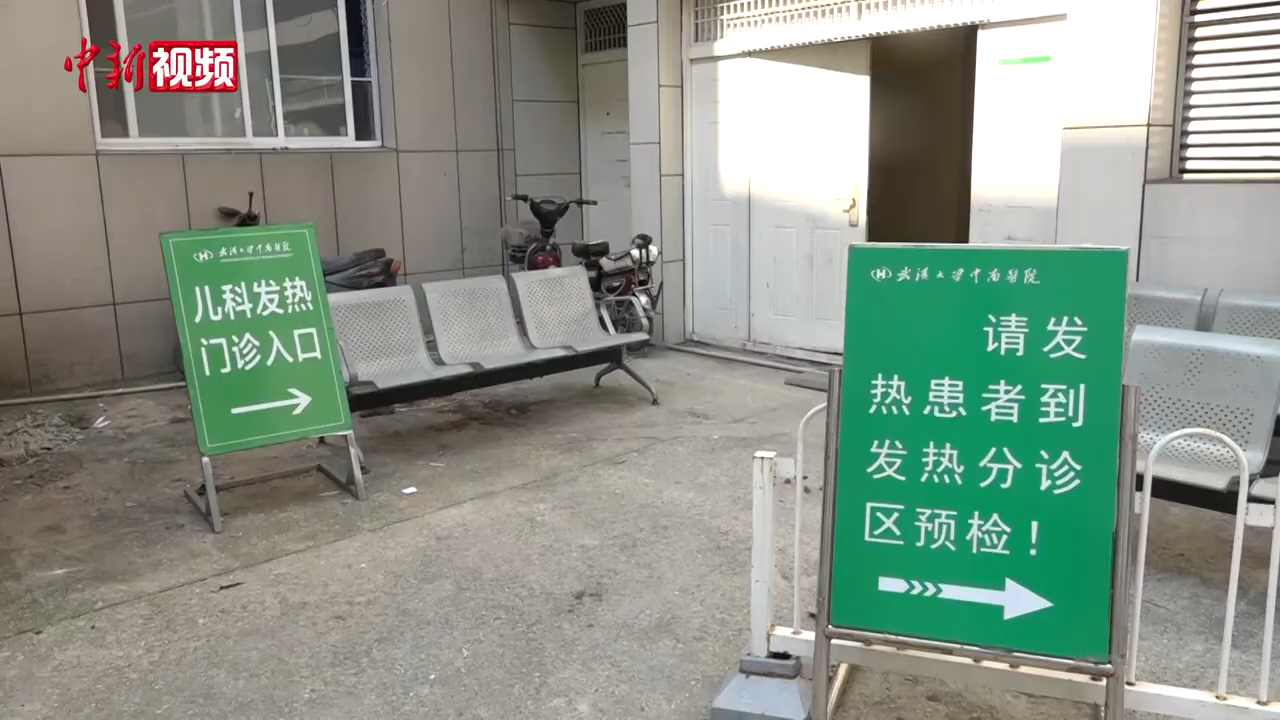 中新视频
武汉大学中南医院
儿科发热
门诊入口
武汉大学中南医院
请发
热患者到
发热分诊
区预检!